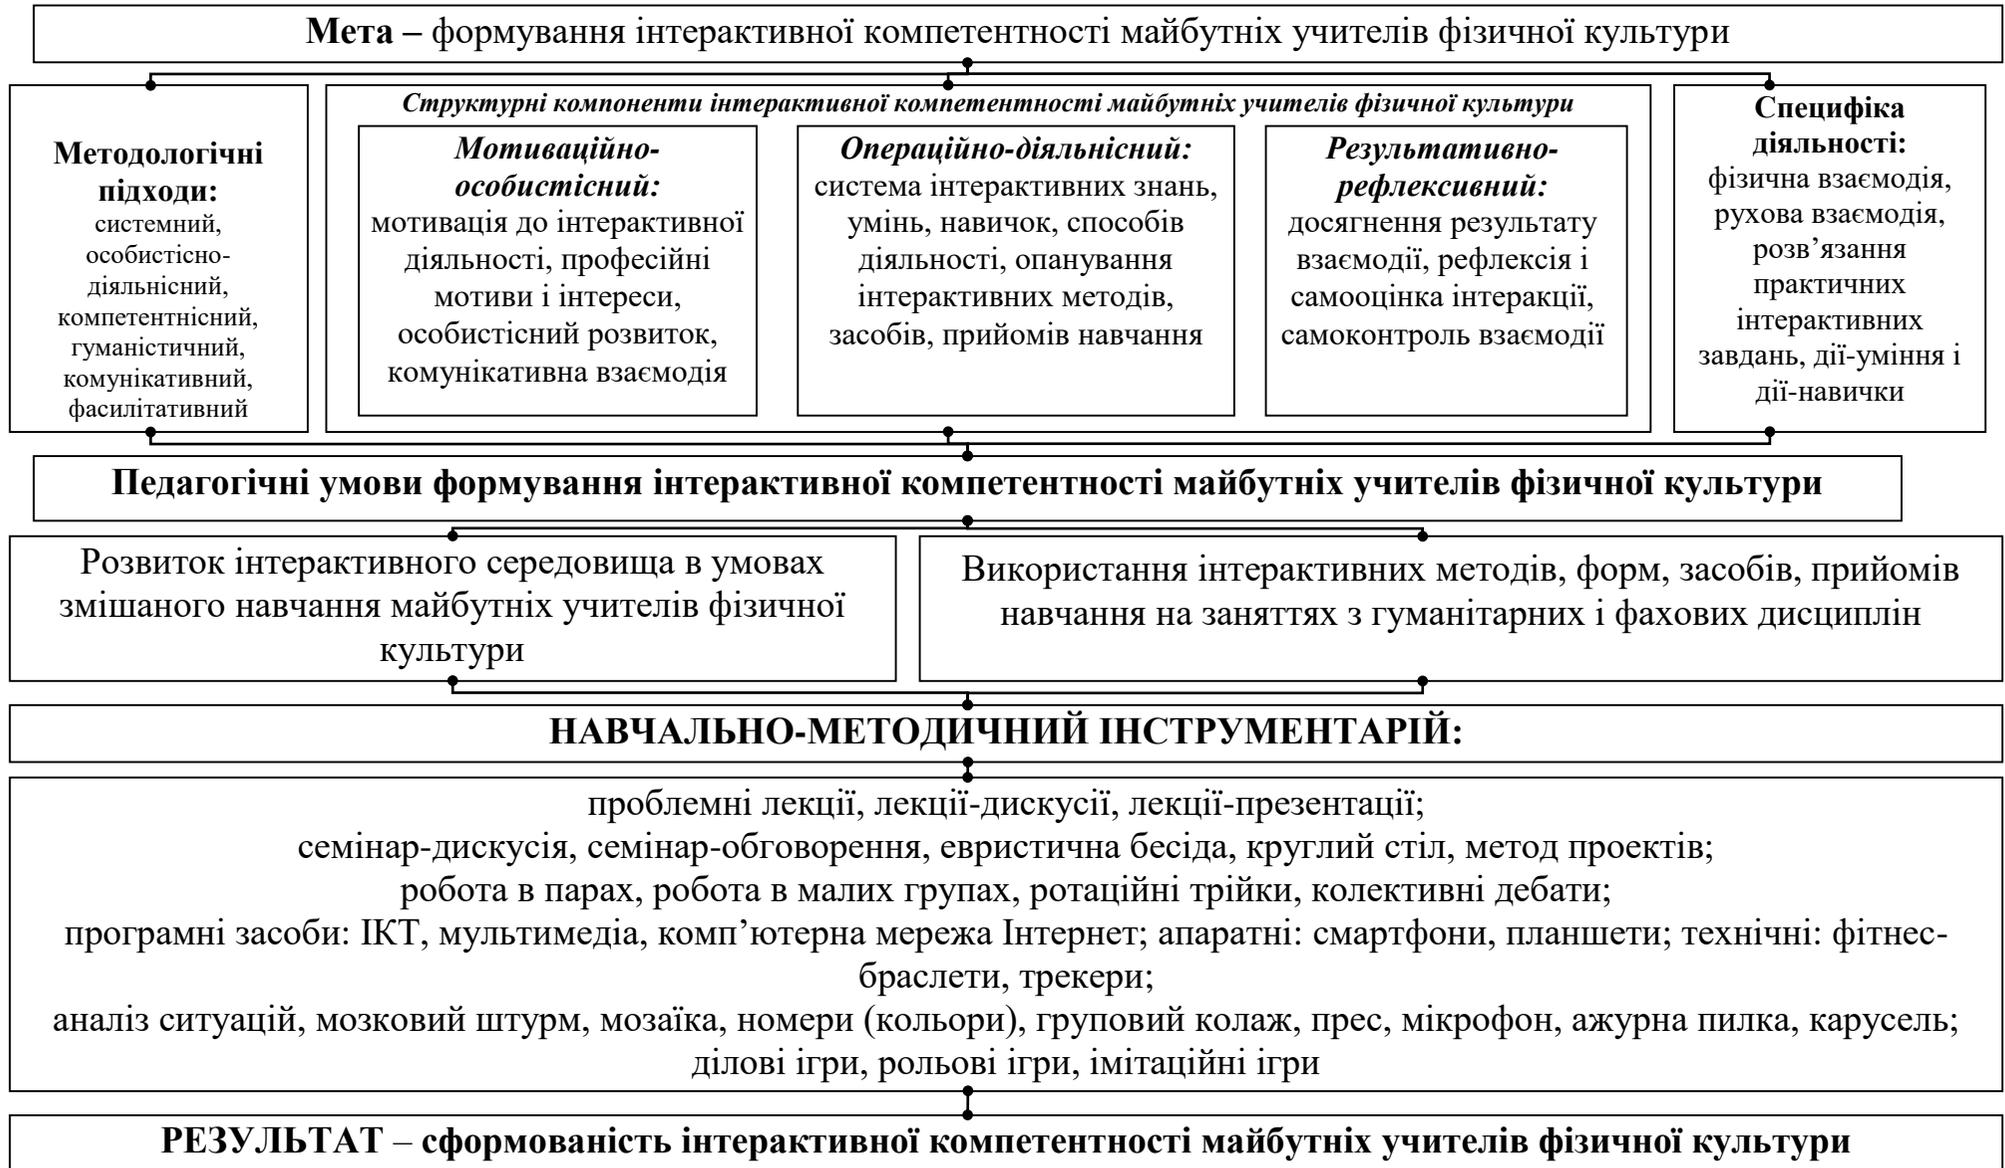 Мета – формування інтерактивної компетентності майбутніх учителів фізичної культури
Методологічні
підходи:
системний,
особистісно-
діяльнісний,
компетентнісний,
гуманістичний,
комунікативний,
фасилітативний
Структурні компоненти інтерактивної компетентності майбутніх учителів фізичної культури
Мотиваційно-
особистісний:
мотивація до інтерактивної
діяльності, професійні
мотиви і інтереси,
особистісний розвиток,
комунікативна взаємодія
Операційно-діяльнісний:
система інтерактивних знань,
умінь, навичок, способів
діяльності, опанування
інтерактивних методів,
засобів, прийомів навчання
Результативно-
рефлексивний:
досягнення результату
взаємодії, рефлексія і
самооцінка інтеракції,
самоконтроль взаємодії
Специфіка
діяльності:
фізична взаємодія,
рухова взаємодія,
розв’язання
практичних
інтерактивних
завдань, дії-уміння і
дії-навички
Педагогічні умови формування інтерактивної компетентності майбутніх учителів фізичної культури
Розвиток інтерактивного середовища в умовах
змішаного навчання майбутніх учителів фізичної
культури
Використання інтерактивних методів, форм, засобів, прийомів
навчання на заняттях з гуманітарних і фахових дисциплін
НАВЧАЛЬНО-МЕТОДИЧНИЙ ІНСТРУМЕНТАРІЙ:
проблемні лекції, лекції-дискусії, лекції-презентації;
семінар-дискусія, семінар-обговорення, евристична бесіда, круглий стіл, метод проектів;
робота в парах, робота в малих групах, ротаційні трійки, колективні дебати;
програмні засоби: ІКТ, мультимедіа, комп’ютерна мережа Інтернет; апаратні: смартфони, планшети; технічні: фітнес-
браслети, трекери;
аналіз ситуацій, мозковий штурм, мозаїка, номери (кольори), груповий колаж, прес, мікрофон, ажурна пилка, карусель;
ділові ігри, рольові ігри, імітаційні ігри
РЕЗУЛЬТАТ – сформованість інтерактивної компетентності майбутніх учителів фізичної культури